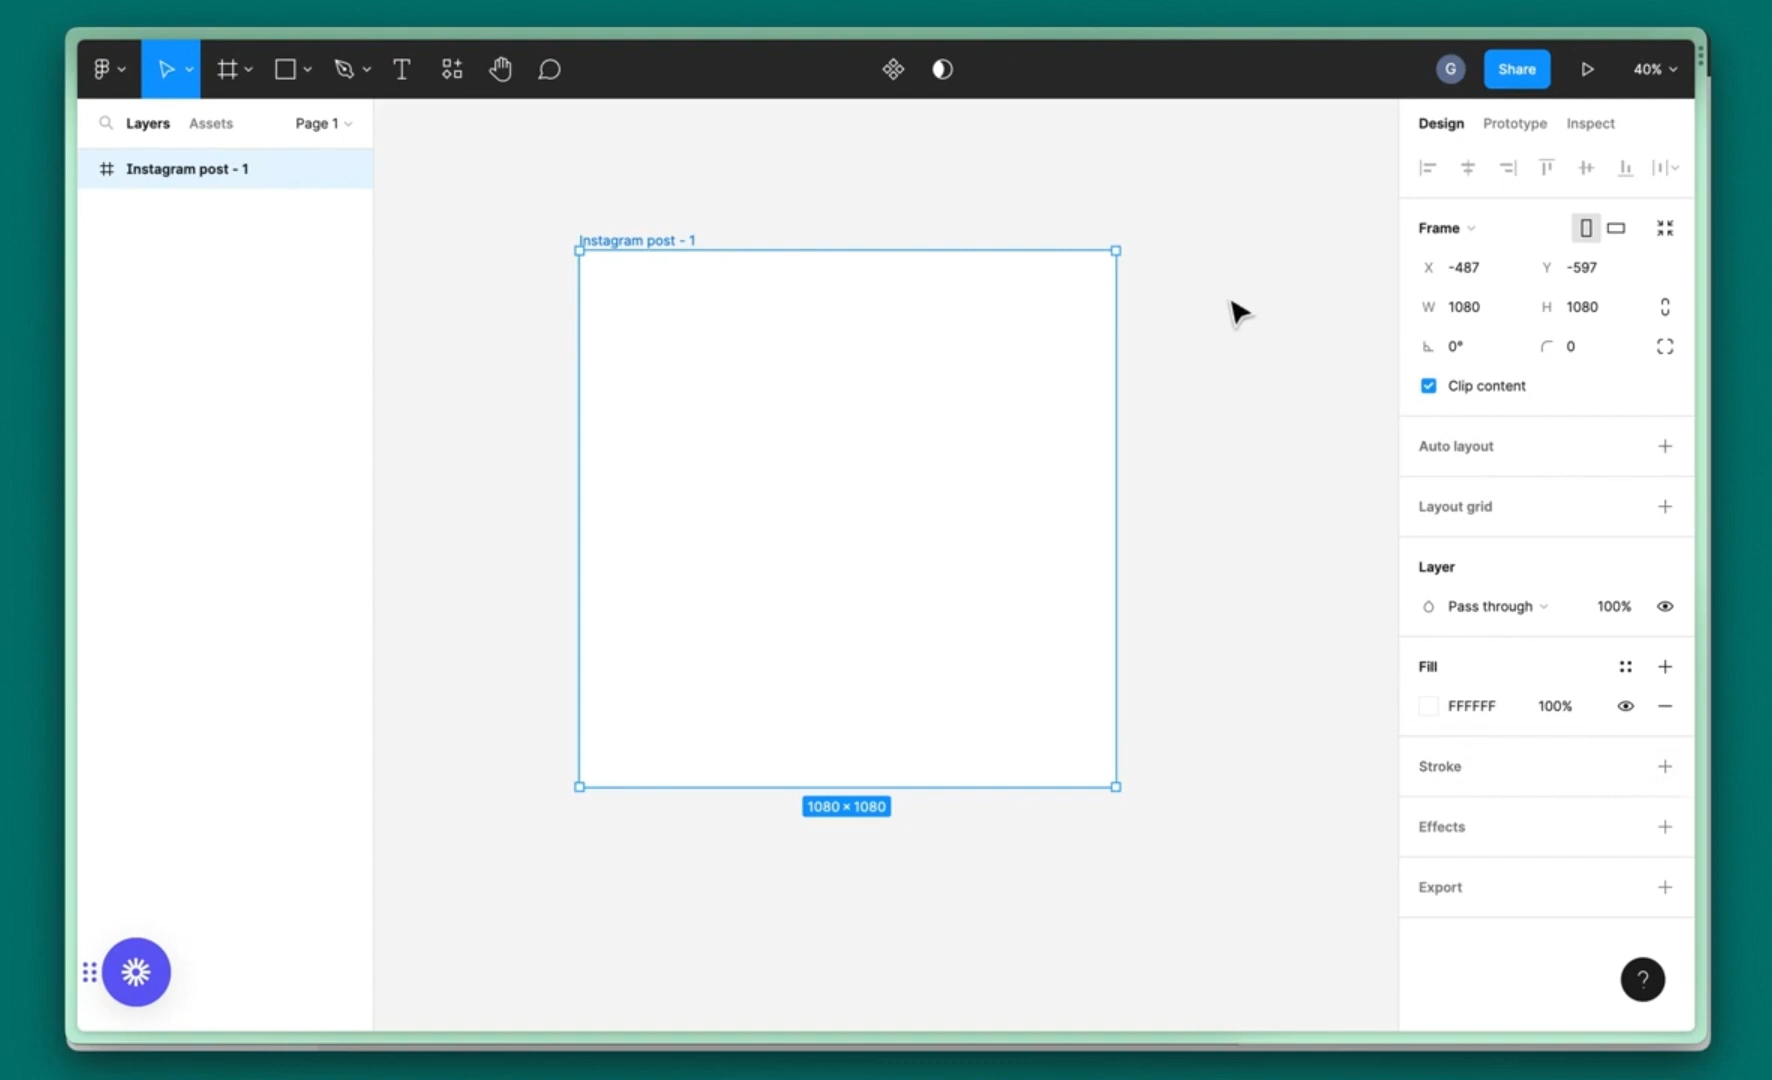 G
Share
40%
Layers Assets Page 1
Instagram post - 1
Instagram post - 1
1080 × 1080
Design Prototype Inspect
Frame
X -487 Y -597
W 1080 H 1080
0° 0
Clip content
Auto layout
Layout grid
Layer
Pass through 100%
Fill
FFFFFF 100%
Stroke
Effects
Export
?